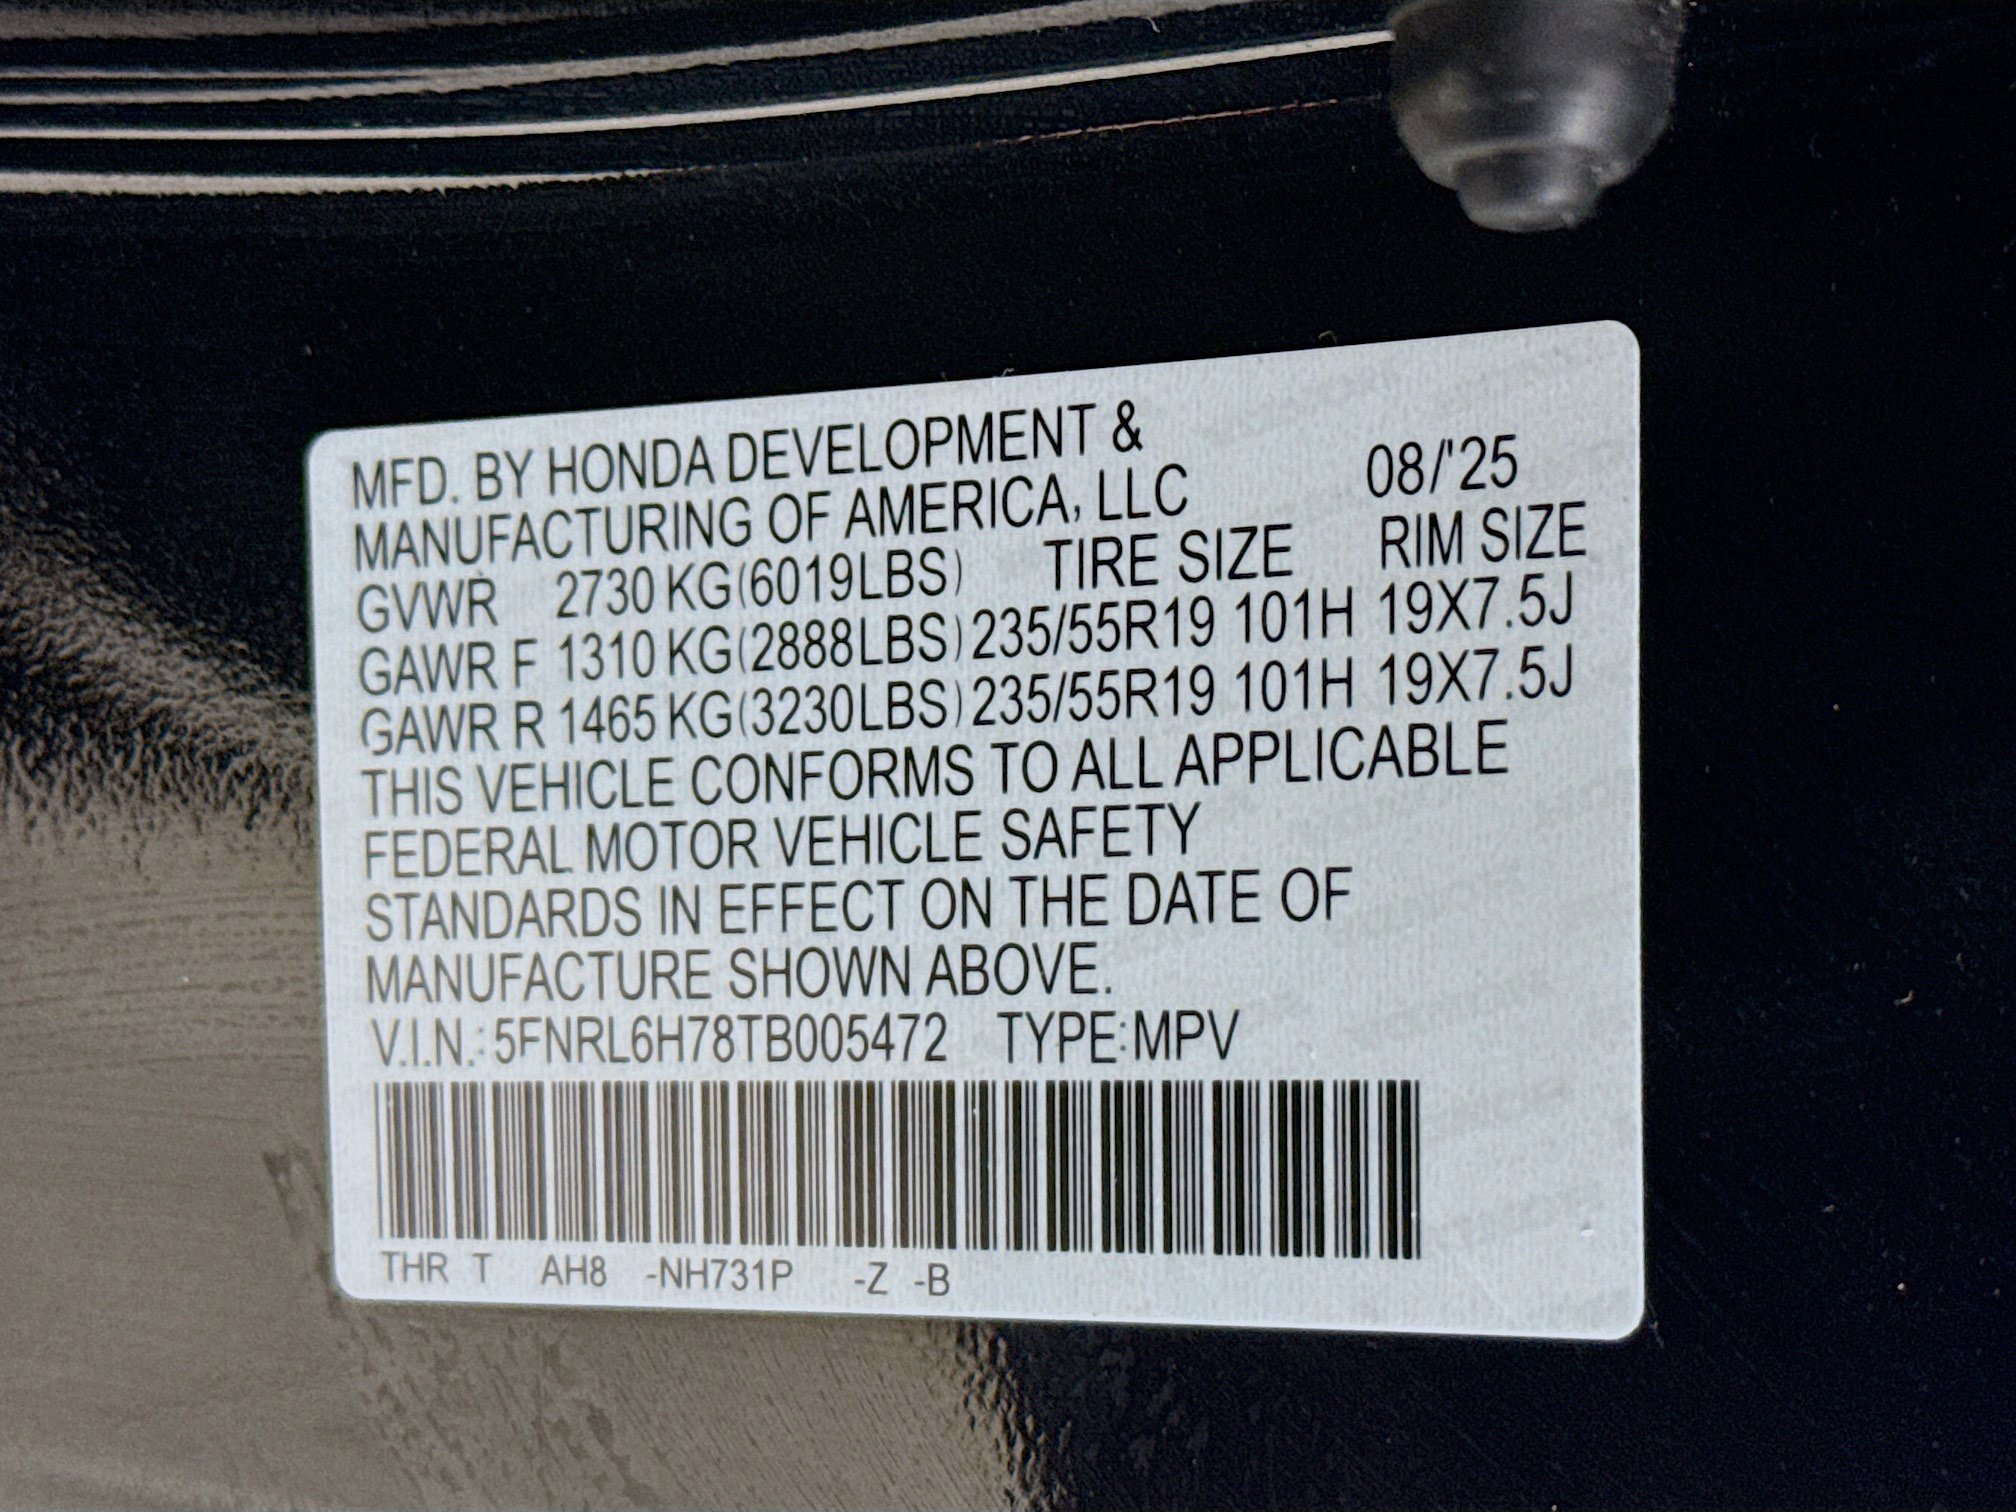 MFD. BY HONDA DEVELOPMENT &
MANUFACTURING OF AMERICA, LLC 08/'25
GVWR 2730 KG(6019LBS) TIRE SIZE RIM SIZE
GAWR F 1310 KG(2888LBS) 235/55R19 101H 19X7.5J
GAWR R 1465 KG(3230LBS) 235/55R19 101H 19X7.5J
THIS VEHICLE CONFORMS TO ALL APPLICABLE
FEDERAL MOTOR VEHICLE SAFETY
STANDARDS IN EFFECT ON THE DATE OF
MANUFACTURE SHOWN ABOVE.
V.I.N.: 5FNRL6H78TB005472 TYPE:MPV
THR T AH8 -NH731P -Z -B